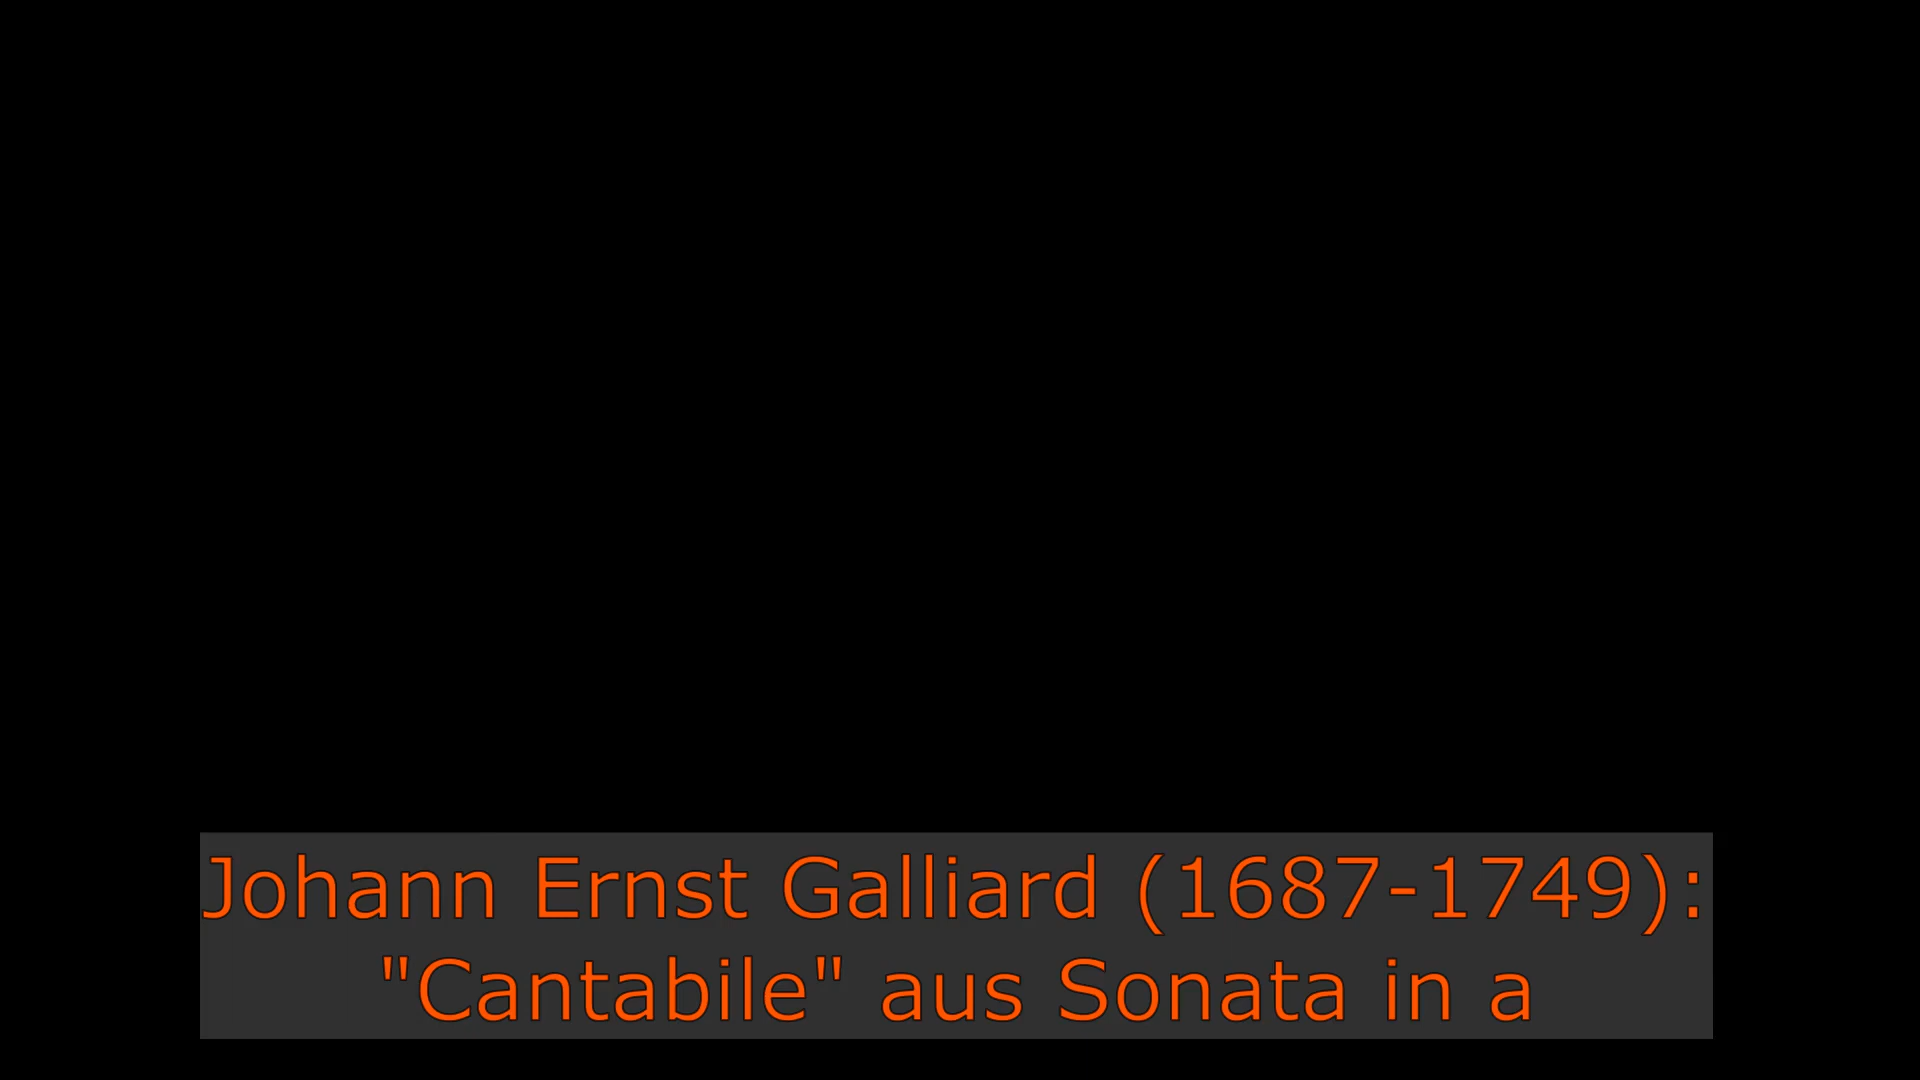 Johann Ernst Galliard (1687-1749):
"Cantabile" aus Sonata in a